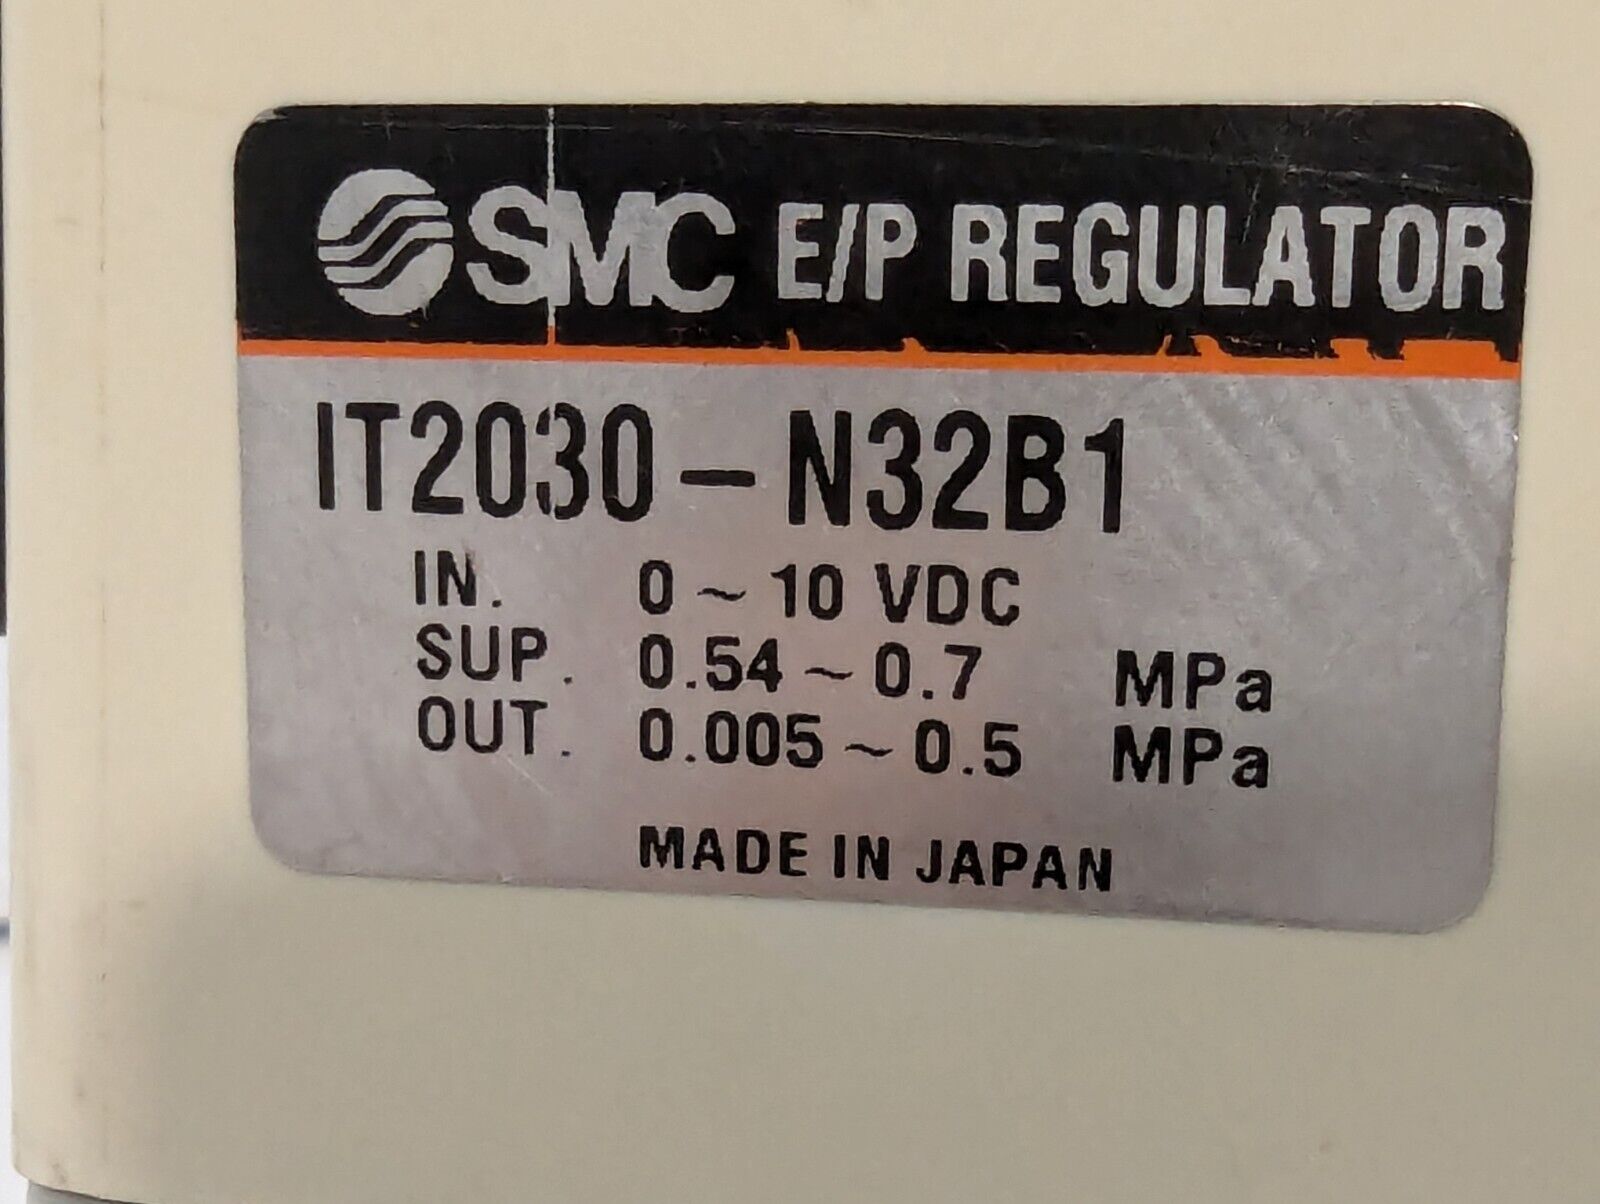 SMC E/P REGULATOR
IT2030-N32B1
IN. 0~10 VDC
SUP. 0.54~0.7 MPa
OUT. 0.005~0.5 MPa
MADE IN JAPAN